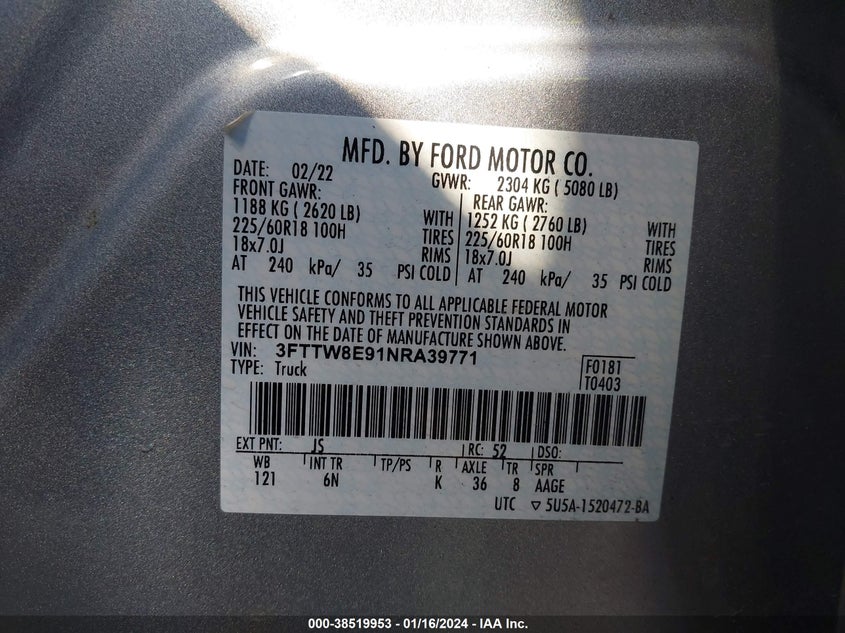 MFD. BY FORD MOTOR CO.
DATE: 02/22 GVWR: 2304 KG ( 5080 LB)
FRONT GAWR: REAR GAWR:
1188 KG ( 2620 LB) WITH 1252 KG ( 2760 LB) WITH
225/60R18 100H TIRES 225/60R18 100H TIRES
18x7.0J RIMS 18x7.0J RIMS
AT 240 kPa/ 35 PSI COLD AT 240 kPa/ 35 PSI COLD
THIS VEHICLE CONFORMS TO ALL APPLICABLE FEDERAL MOTOR
VEHICLE SAFETY AND THEFT PREVENTION STANDARDS IN
EFFECT ON THE DATE OF MANUFACTURE SHOWN ABOVE.
VIN: 3FTTW8E91NRA39771
TYPE: Truck F0181
T0403
EXT PNT: JS RC: 52 DSO:
WB INT TR TP/PS R AXLE TR SPR
121 6N K 36 8 AAGE
UTC ▽ 5U5A-1520472-BA
000-38519953 - 01/16/2024 - IAA Inc.